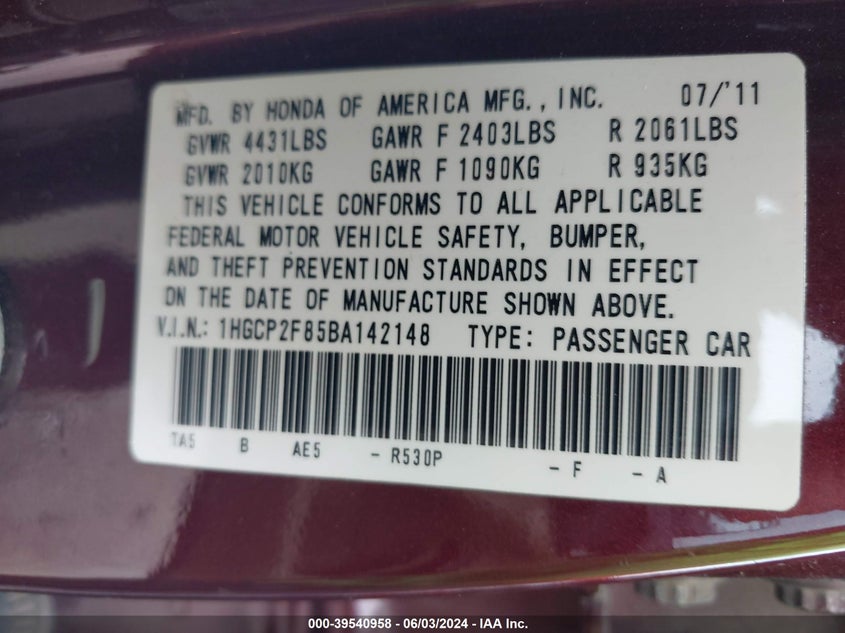 MFD. BY HONDA OF AMERICA MFG., INC. 07/'11
GVWR 4431LBS GAWR F 2403LBS R 2061LBS
GVWR 2010KG GAWR F 1090KG R 935KG
THIS VEHICLE CONFORMS TO ALL APPLICABLE
FEDERAL MOTOR VEHICLE SAFETY, BUMPER,
AND THEFT PREVENTION STANDARDS IN EFFECT
ON THE DATE OF MANUFACTURE SHOWN ABOVE.
V.I.N.: 1HGCP2F85BA142148 TYPE: PASSENGER CAR
TA5 B AE5 - R530P - F - A
000-39540958 - 06/03/2024 - IAA Inc.